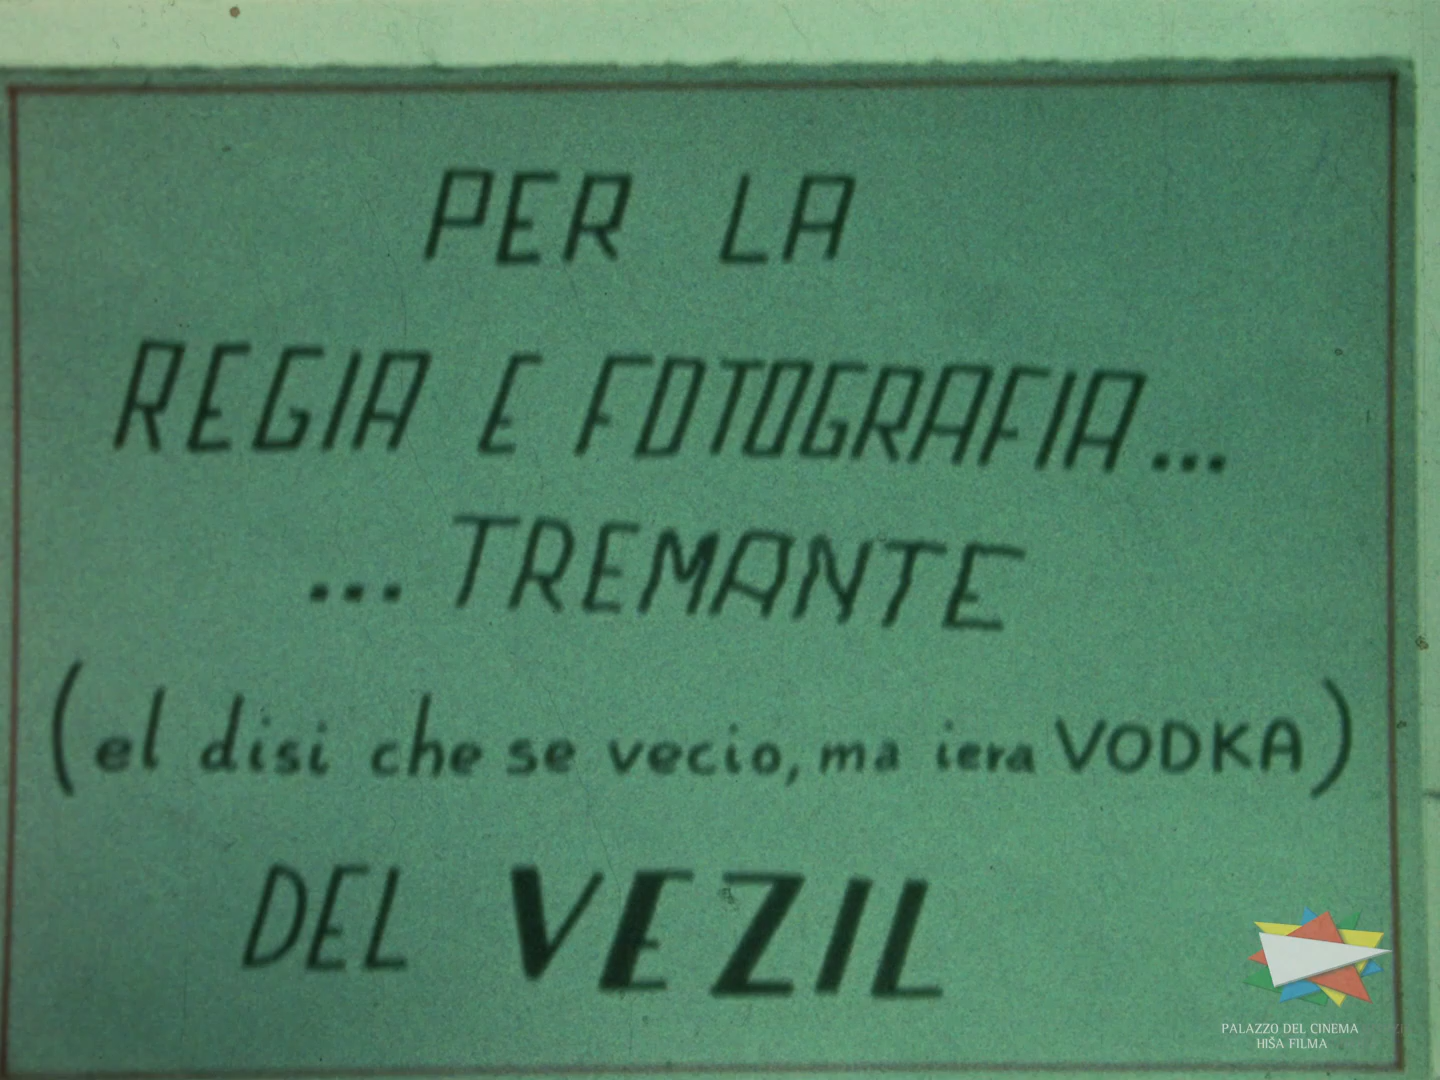 PER LA
REGIA E FOTOGRAFIA...
...TREMANTE
(el disi che se vecio, ma iera VODKA)
DEL VEZIL
PALAZZO DEL CINEMA
HIŠA FILMA